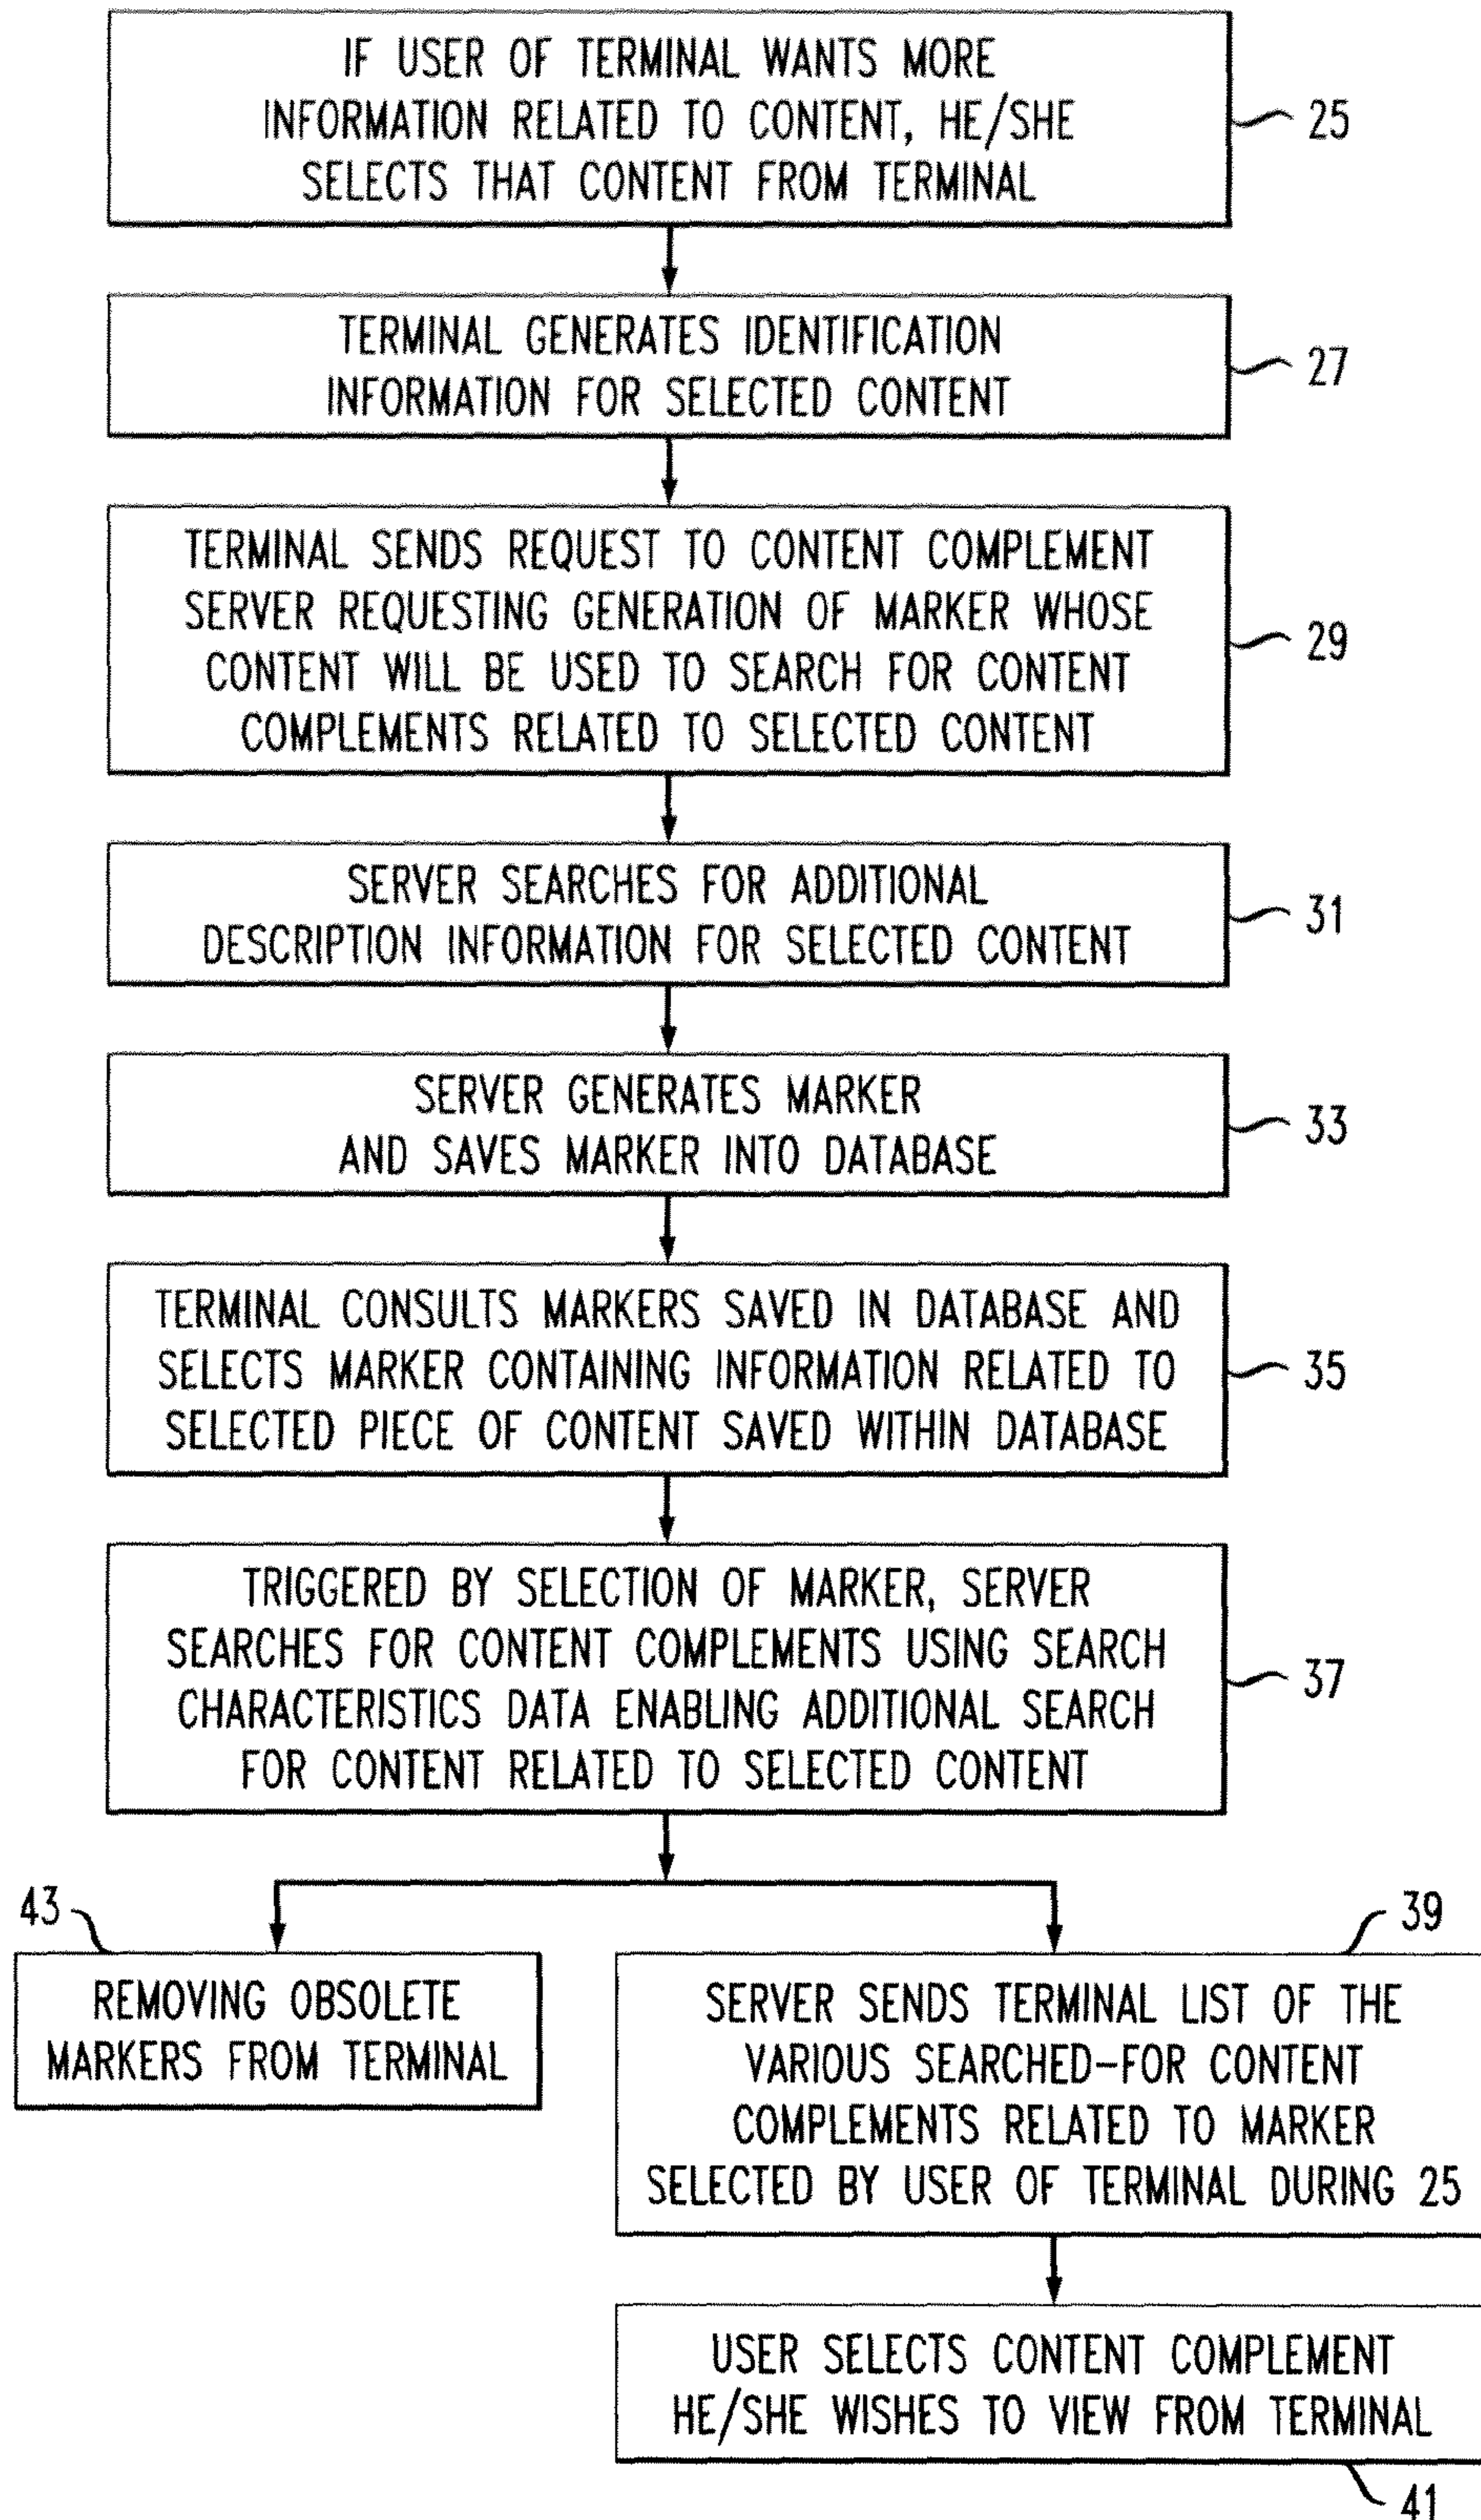 IF USER OF TERMINAL WANTS MORE
INFORMATION RELATED TO CONTENT, HE/SHE
SELECTS THAT CONTENT FROM TERMINAL
25
TERMINAL GENERATES IDENTIFICATION
INFORMATION FOR SELECTED CONTENT
27
TERMINAL SENDS REQUEST TO CONTENT COMPLEMENT
SERVER REQUESTING GENERATION OF MARKER WHOSE
CONTENT WILL BE USED TO SEARCH FOR CONTENT
COMPLEMENTS RELATED TO SELECTED CONTENT
29
SERVER SEARCHES FOR ADDITIONAL
DESCRIPTION INFORMATION FOR SELECTED CONTENT
31
SERVER GENERATES MARKER
AND SAVES MARKER INTO DATABASE
33
TERMINAL CONSULTS MARKERS SAVED IN DATABASE AND
SELECTS MARKER CONTAINING INFORMATION RELATED TO
SELECTED PIECE OF CONTENT SAVED WITHIN DATABASE
35
TRIGGERED BY SELECTION OF MARKER, SERVER
SEARCHES FOR CONTENT COMPLEMENTS USING SEARCH
CHARACTERISTICS DATA ENABLING ADDITIONAL SEARCH
FOR CONTENT RELATED TO SELECTED CONTENT
37
43
REMOVING OBSOLETE
MARKERS FROM TERMINAL
39
SERVER SENDS TERMINAL LIST OF THE
VARIOUS SEARCHED-FOR CONTENT
COMPLEMENTS RELATED TO MARKER
SELECTED BY USER OF TERMINAL DURING 25
USER SELECTS CONTENT COMPLEMENT
HE/SHE WISHES TO VIEW FROM TERMINAL
41